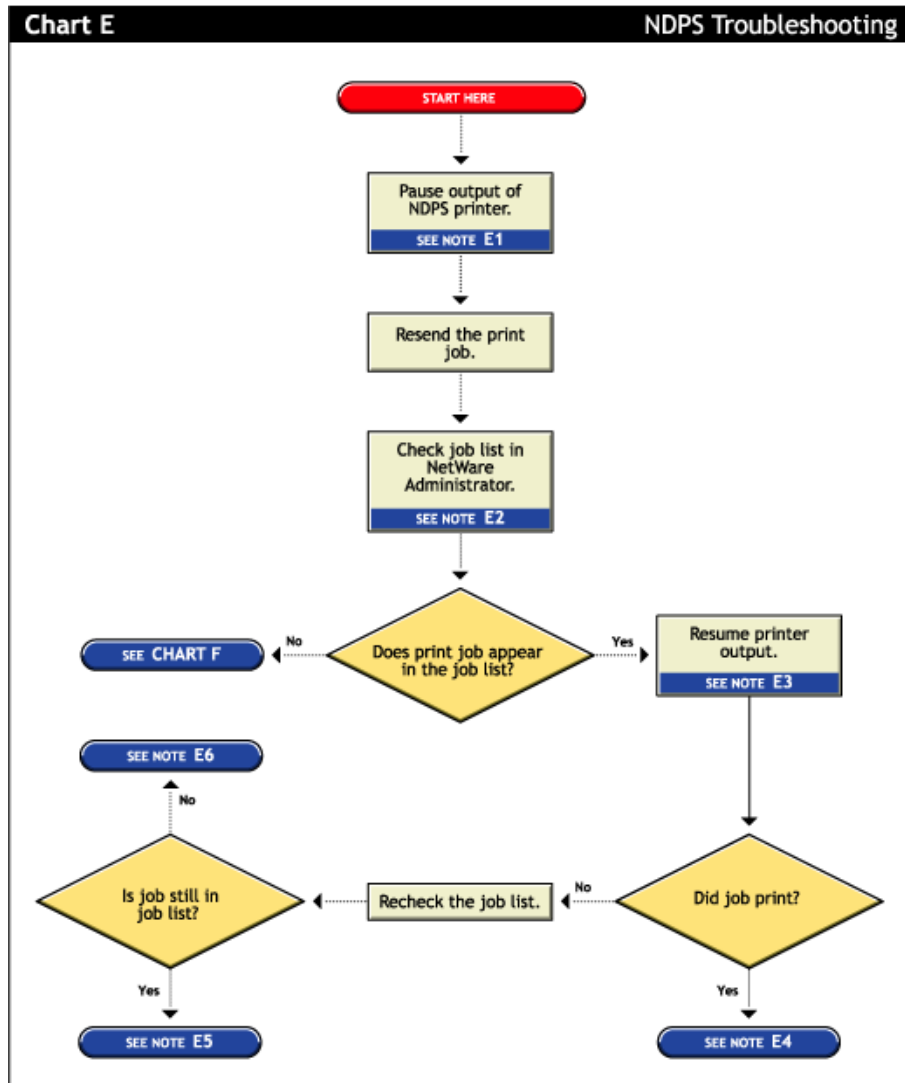 Chart E NDPS Troubleshooting
START HERE
Pause output of
NDPS printer.
SEE NOTE E1
Resend the print
job.
Check job list in
NetWare
Administrator.
SEE NOTE E2
Does print job appear
in the job list?
No
SEE CHART F
Yes
Resume printer
output.
SEE NOTE E3
Did job print?
Yes
SEE NOTE E4
No
Recheck the job list.
Is job still in
job list?
No
SEE NOTE E6
Yes
SEE NOTE E5